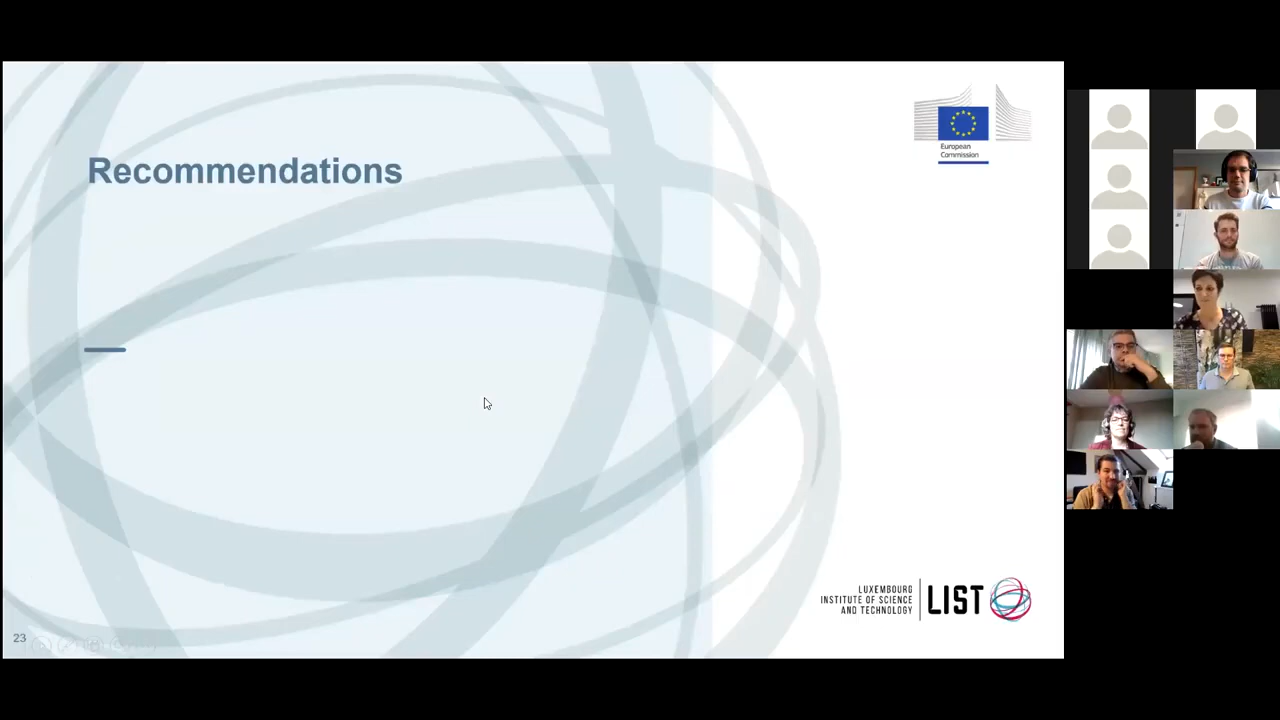 Recommendations
European
Commission
LUXEMBOURG
INSTITUTE OF SCIENCE
AND TECHNOLOGY
LIST
23